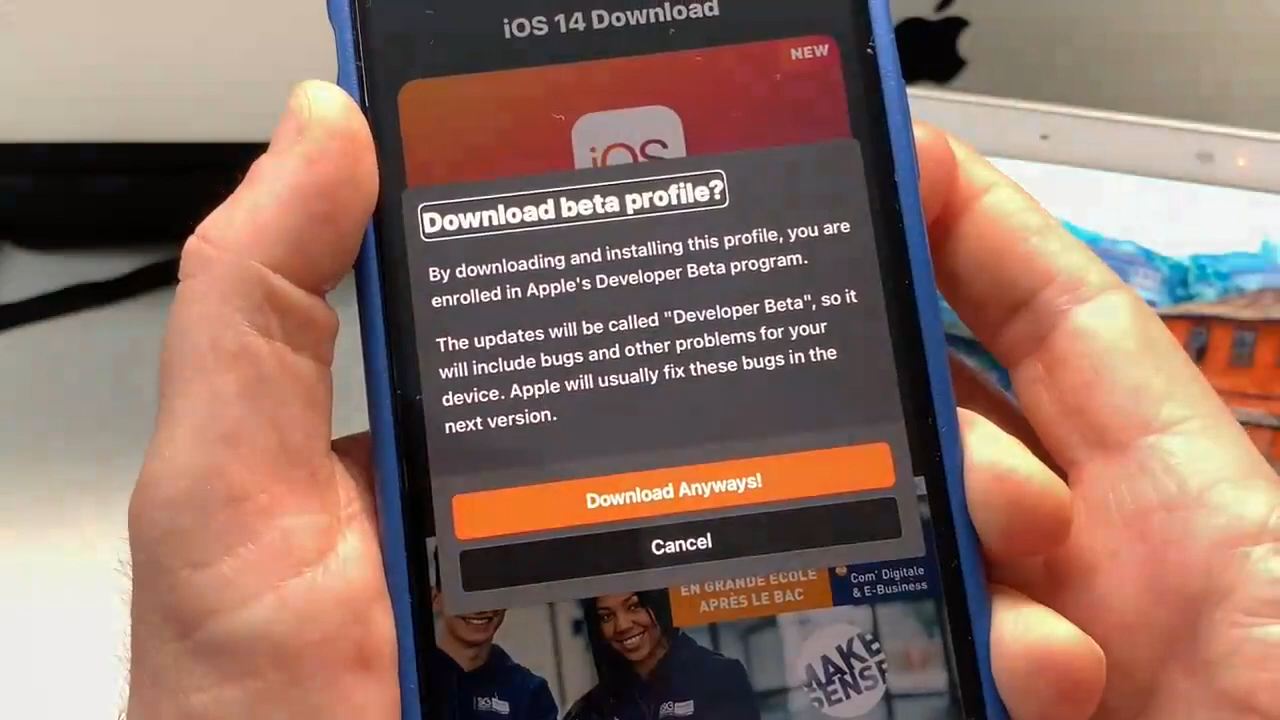 iOS 14 Download
NEW
iOS
Download beta profile?
By downloading and installing this profile, you are
enrolled in Apple's Developer Beta program.
The updates will be called "Developer Beta", so it
will include bugs and other problems for your
device. Apple will usually fix these bugs in the
next version.
Download Anyways!
Cancel
EN GRANDE ÉCOLE
APRÈS LE BAC
Com' Digitale
& E-Business
MAKE
SENSE